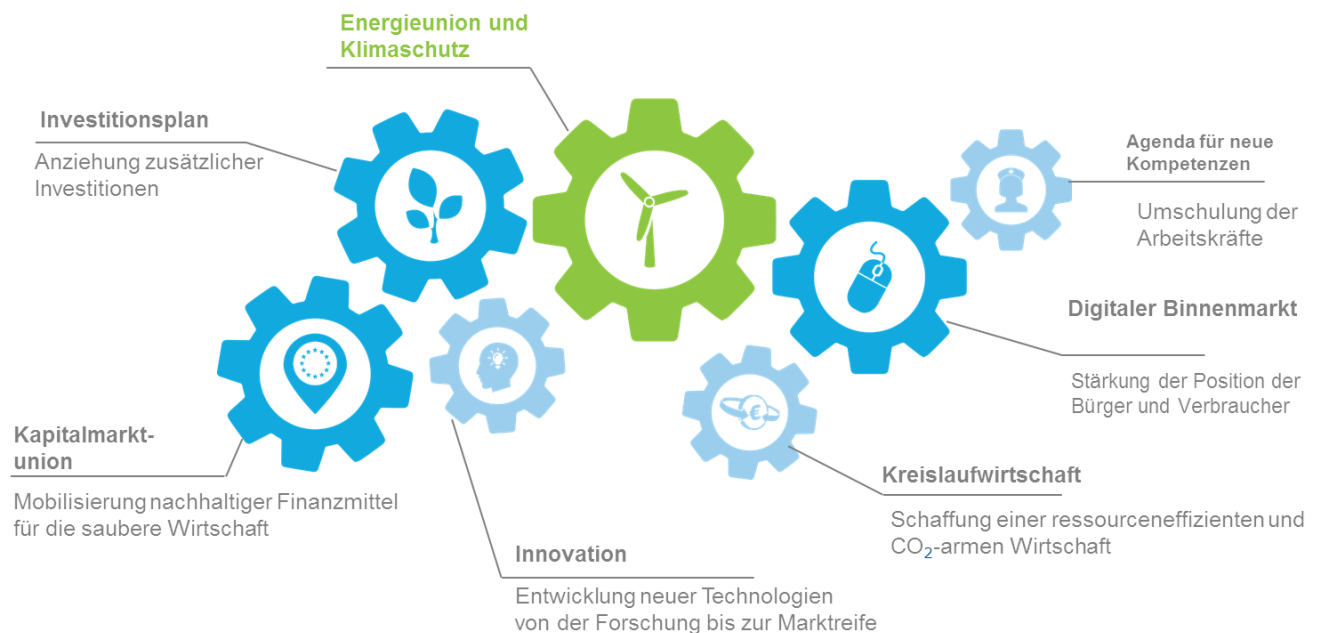 Energieunion und
Klimaschutz
Investitionsplan
Anziehung zusätzlicher
Investitionen
Agenda für neue
Kompetenzen
Umschulung der
Arbeitskräfte
Digitaler Binnenmarkt
Stärkung der Position der
Bürger und Verbraucher
Kapitalmarkt-
union
Mobilisierung nachhaltiger Finanzmittel
für die saubere Wirtschaft
€
Kreislaufwirtschaft
Schaffung einer ressourceneffizienten und
CO₂-armen Wirtschaft
Innovation
Entwicklung neuer Technologien
von der Forschung bis zur Marktreife